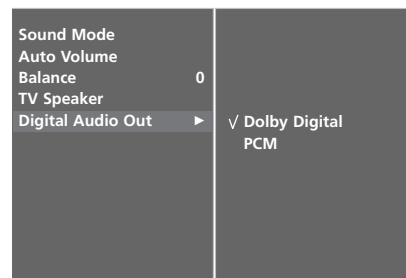 Sound Mode
Auto Volume
Balance 0
TV Speaker
Digital Audio Out ►
√ Dolby Digital
PCM